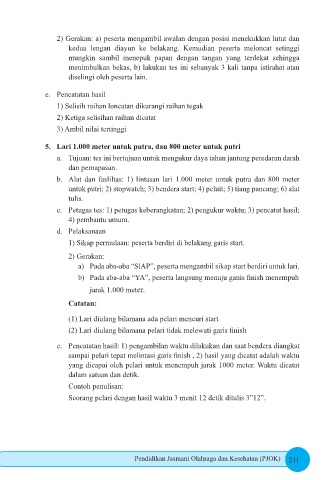 2) Gerakan: a) peserta mengambil awalan dengan posisi menekukkan lutut dan
kedua lengan diayun ke belakang. Kemudian peserta meloncat setinggi
mungkin sambil menepuk papan dengan tangan yang terdekat sehingga
menimbulkan bekas, b) lakukan tes ini sebanyak 3 kali tanpa istirahat atau
diselingi oleh peserta lain.
e. Pencatatan hasil
1) Selisih raihan loncatan dikurangi raihan tegak
2) Ketiga selisihan raihan dicatat
3) Ambil nilai tertinggi
5. Lari 1.000 meter untuk putra, dan 800 meter untuk putri
a. Tujuan: tes ini bertujuan untuk mengukur daya tahan jantung peredaran darah
dan pernapasan.
b. Alat dan fasilitas: 1) lintasan lari 1.000 meter untuk putra dan 800 meter
untuk putri; 2) stopwatch; 3) bendera start; 4) peluit; 5) tiang pancang; 6) alat
tulis.
c. Petugas tes: 1) petugas keberangkatan; 2) pengukur waktu; 3) pencatat hasil;
4) pembantu umum.
d. Pelaksanaan
1) Sikap permulaan: peserta berdiri di belakang garis start.
2) Gerakan:
a) Pada aba-aba “SIAP”, peserta mengambil sikap start berdiri untuk lari.
b) Pada aba-aba “YA”, peserta langsung menuju ganis finish menempuh
jarak 1.000 meter.
Catatan:
(1) Lari diulang bilamana ada pelari mencuri start
(2) Lari diulang bilamana pelari tidak melewati garis finish
e. Pencatatan hasil: 1) pengambilan waktu dilakukan dan saat bendera diangkat
sampai pelari tepat melintasi garis finish , 2) hasil yang dicatat adalah waktu
yang dicapai oleh pelari untuk menempuh jarak 1000 meter. Waktu dicatat
dalam satuan dan detik.
Contoh penulisan:
Seorang pelari dengan hasil waktu 3 menit 12 detik ditulis 3”12”.
Pendidikan Jasmani Olahraga dan Kesehatan (PJOK) 211